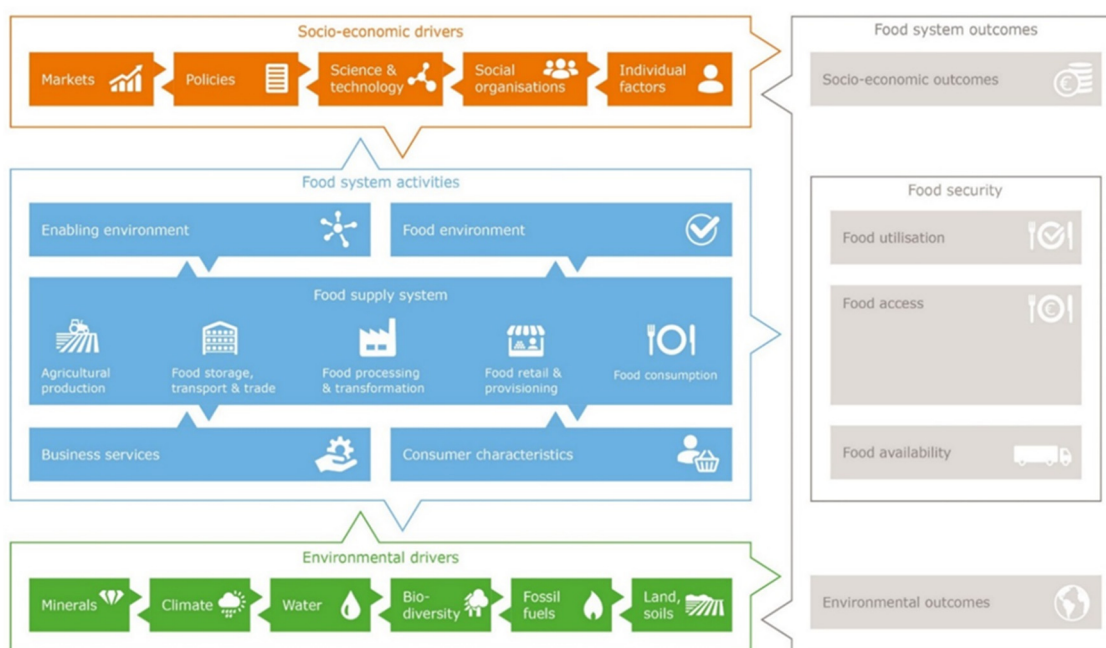 Socio-economic drivers
Markets
Policies
Science &
technology
Social
organisations
Individual
factors
Food system activities
Enabling environment
Food environment
Food supply system
Agricultural
production
Food storage,
transport & trade
Food processing
& transformation
Food retail &
provisioning
Food consumption
Business services
Consumer characteristics
Environmental drivers
Minerals
Climate
Water
Bio-
diversity
Fossil
fuels
Land,
soils
Food system outcomes
Socio-economic outcomes
€
Food security
Food utilisation
Food access
€
Food availability
Environmental outcomes